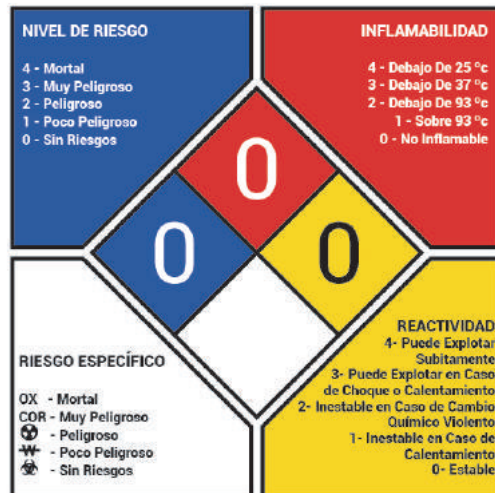 NIVEL DE RIESGO
4 - Mortal
3 - Muy Peligroso
2 - Peligroso
1 - Poco Peligroso
0 - Sin Riesgos
INFLAMABILIDAD
4 - Debajo De 25 ºc
3 - Debajo De 37 ºc
2 - Debajo De 93 ºc
1 - Sobre 93 ºc
0 - No Inflamable
0
0
0
RIESGO ESPECÍFICO
OX - Mortal
COR - Muy Peligroso
☢ - Peligroso
W - Poco Peligroso
☣ - Sin Riesgos
REACTIVIDAD
4- Puede Explotar
Subitamente
3- Puede Explotar en Caso
de Choque o Calentamiento
2- Inestable en Caso de Cambio
Químico Violento
1- Inestable en Caso de
Calentamiento
0- Estable